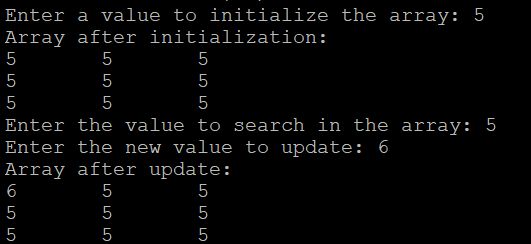 Enter a value to initialize the array: 5
Array after initialization:
5 5 5
5 5 5
5 5 5
Enter the value to search in the array: 5
Enter the new value to update: 6
Array after update:
6 5 5
5 5 5
5 5 5